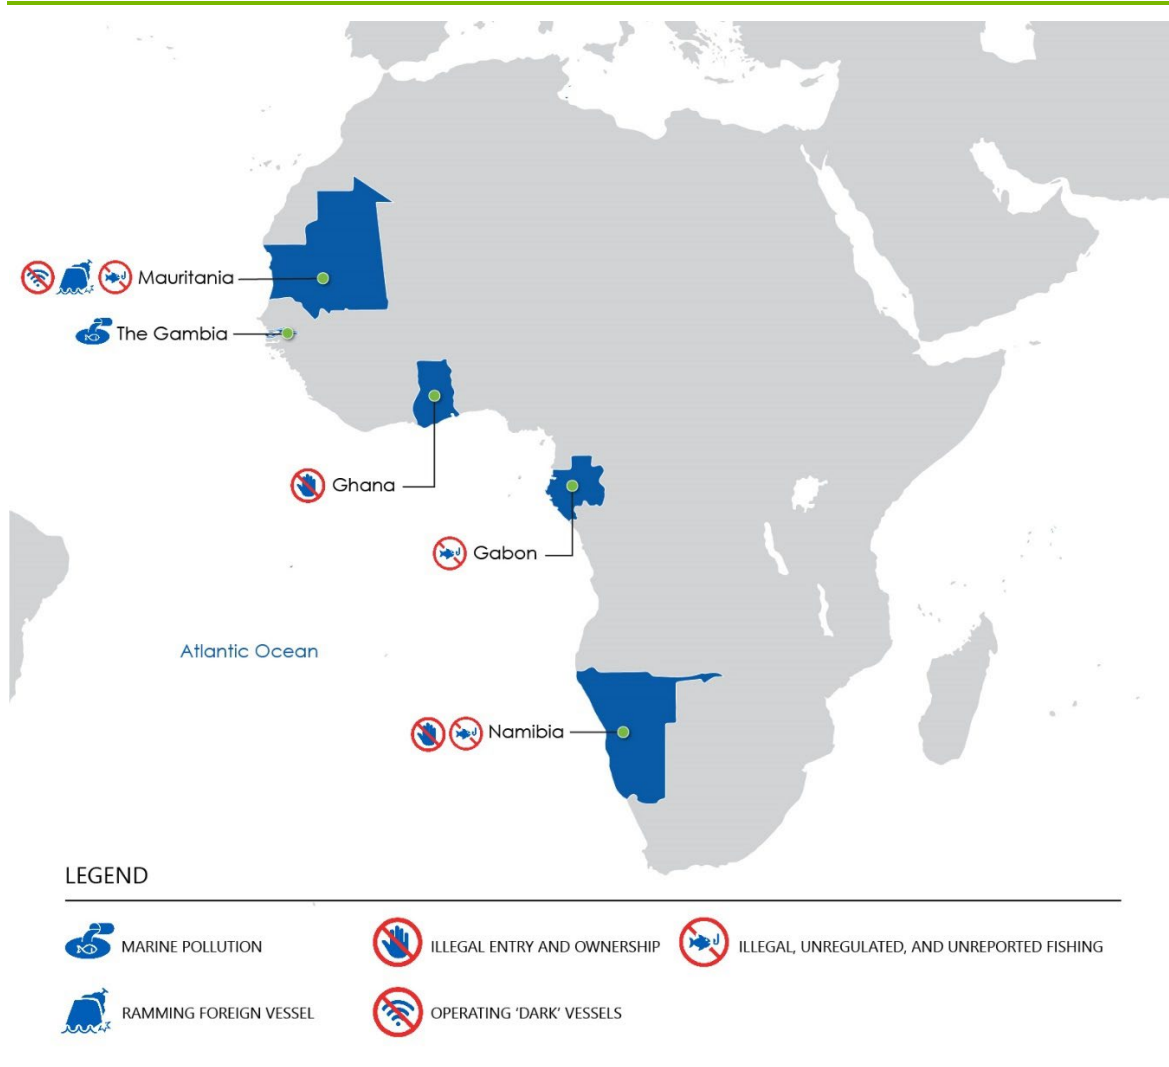 Mauritania
The Gambia
Ghana
Gabon
Atlantic Ocean
Namibia
LEGEND
MARINE POLLUTION
ILLEGAL ENTRY AND OWNERSHIP
ILLEGAL, UNREGULATED, AND UNREPORTED FISHING
RAMMING FOREIGN VESSEL
OPERATING ‘DARK’ VESSELS